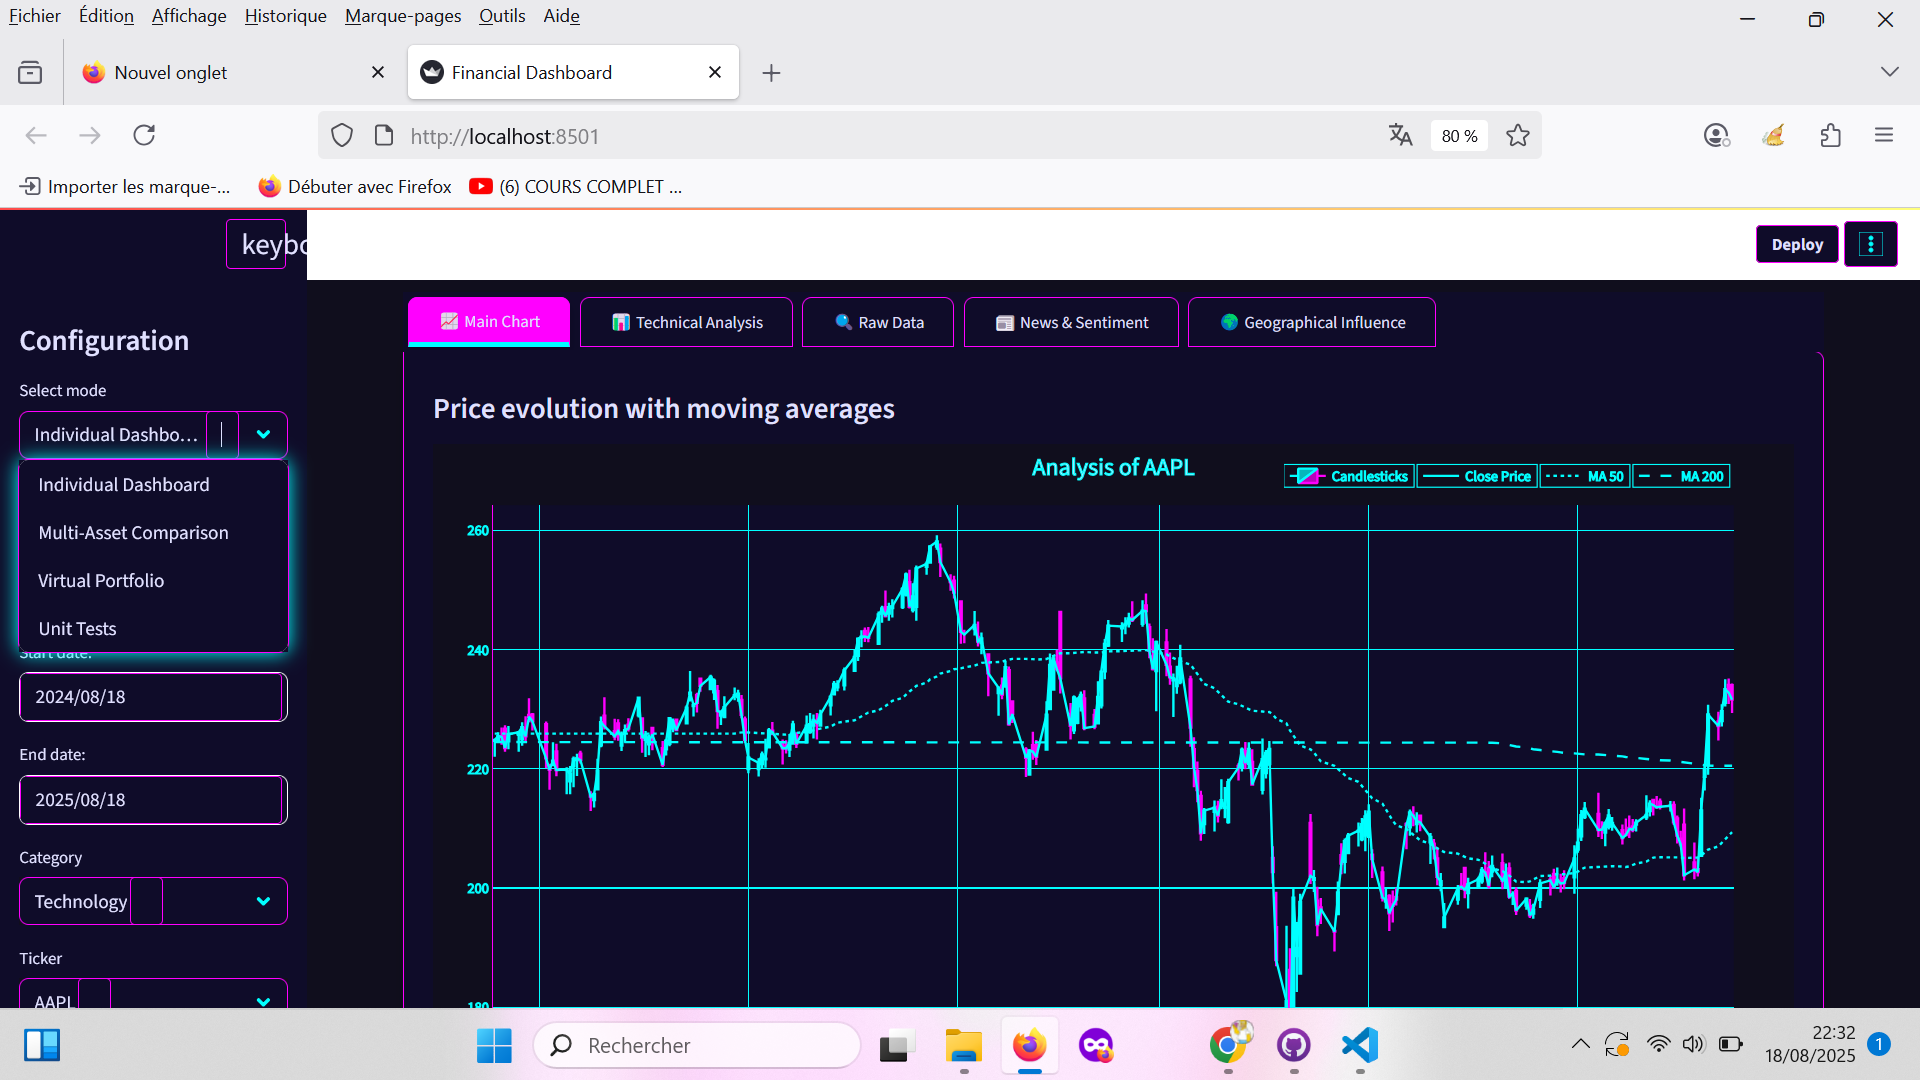 Fichier Édition Affichage Historique Marque-pages Outils Aide
Nouvel onglet
Financial Dashboard
http://localhost:8501
80 %
Importer les marque-...
Débuter avec Firefox
(6) COURS COMPLET ...
keybo
Deploy
Configuration
Select mode
Individual Dashbo...
Individual Dashboard
Multi-Asset Comparison
Virtual Portfolio
Unit Tests
Start date:
2024/08/18
End date:
2025/08/18
Category
Technology
Ticker
AAPL
Main Chart
Technical Analysis
Raw Data
News & Sentiment
Geographical Influence
Price evolution with moving averages
Analysis of AAPL
Candlesticks
Close Price
MA 50
MA 200
260
240
220
200
180
Rechercher
22:32
18/08/2025
1